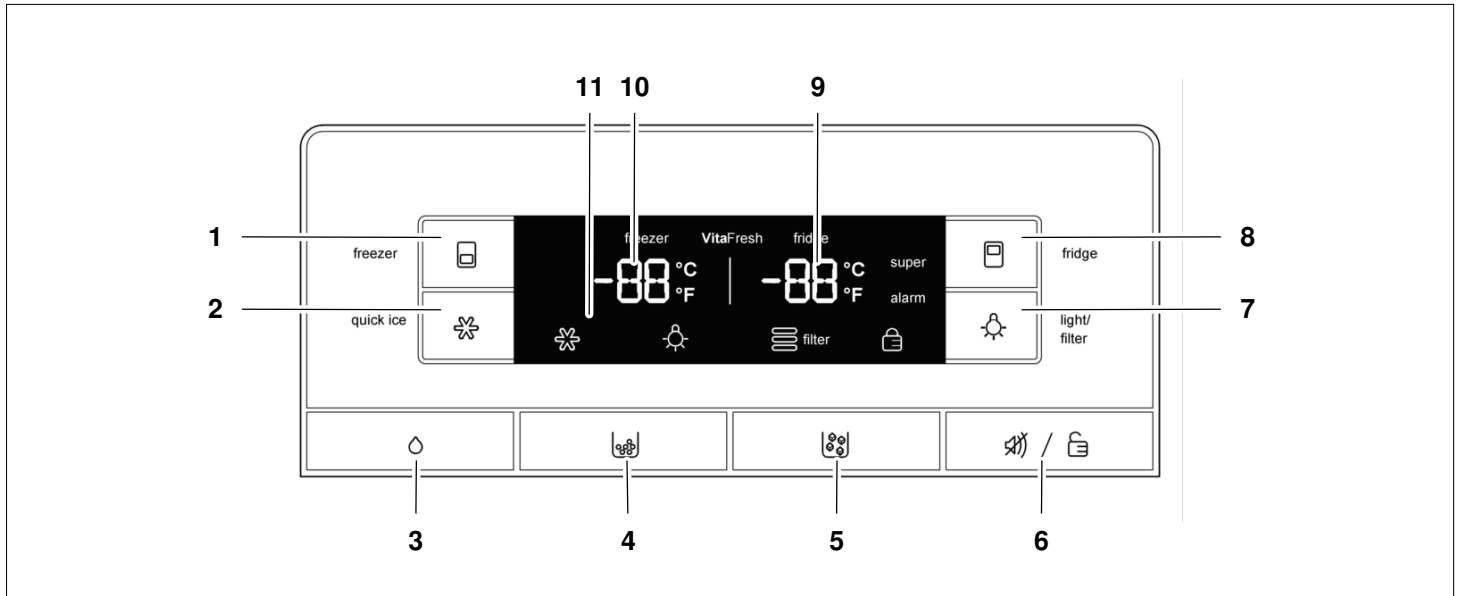 11 10 9
1
freezer
freezer VitaFresh fridge
8
fridge
-88 °C °F
-88 °C °F
super
alarm
2
quick ice
filter
7
light/
filter
/
3 4 5 6